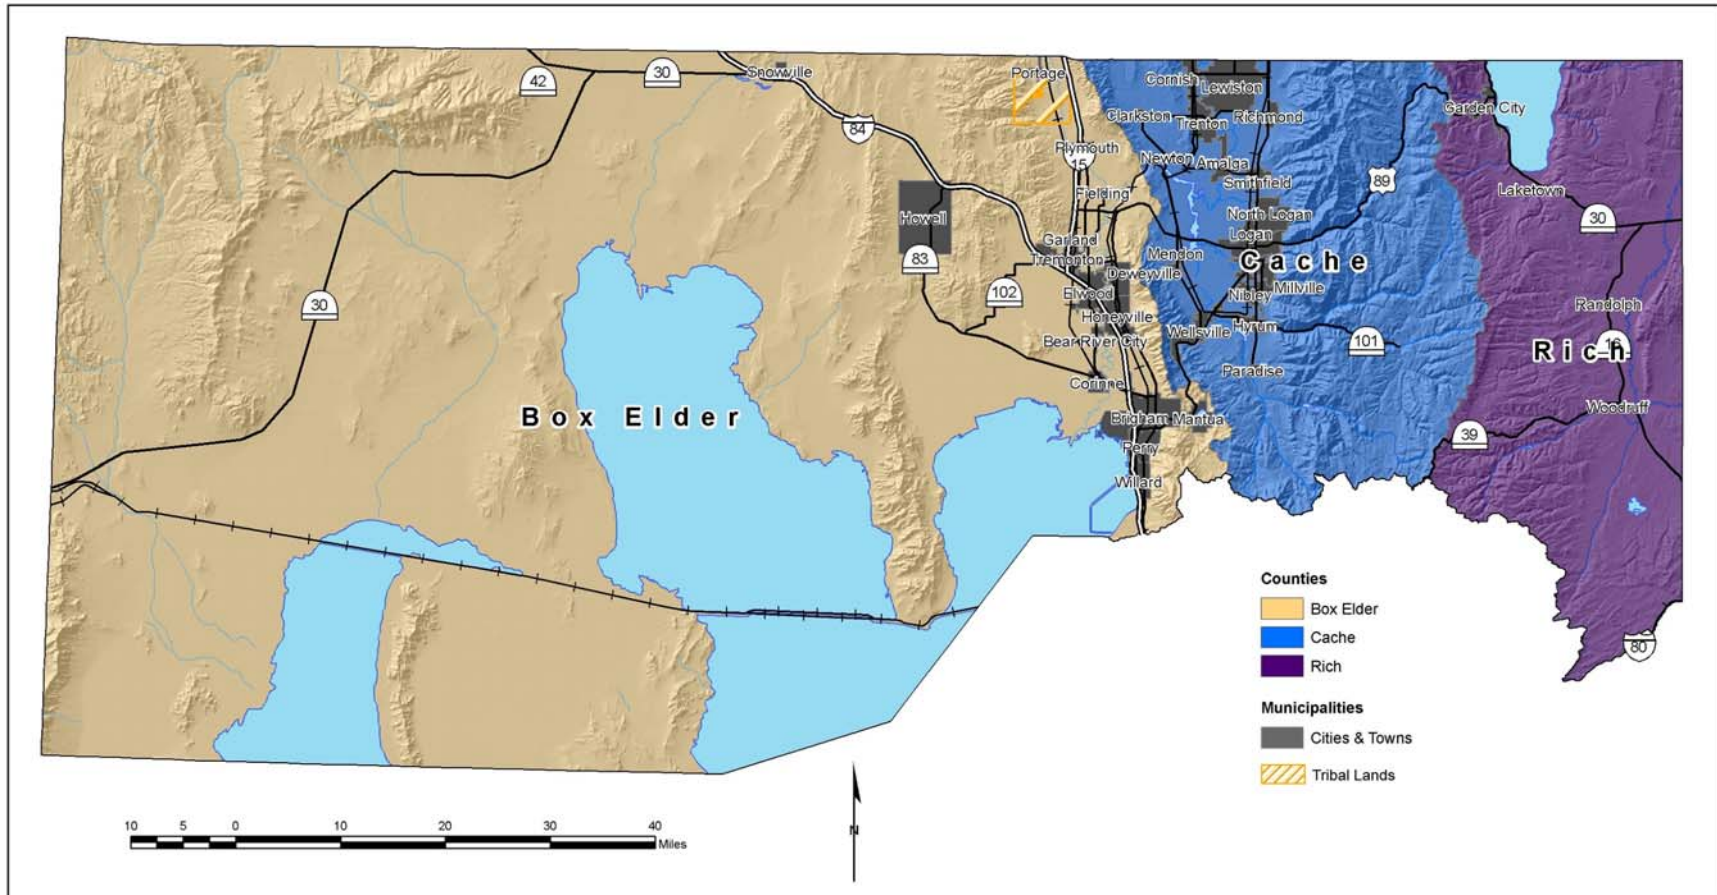 42
30
Snowville
84
Portage
Cornish
Lewiston
Garden City
Clarkston
Trenton
Richmond
Plymouth
15
Newton
Amalga
Smithfield
89
Fielding
Laketown
Howell
North Logan
30
Logan
Garland
Tremonton
Mendon
Cache
83
Deweyville
102
Elwood
Nibley
Millville
Randolph
30
Honeyville
Wellsville
Hyrum
Bear River City
101
16
Rich
Paradise
Corinne
Box Elder
Brigham
Mantua
Woodruff
39
Perry
Willard
80
Counties
Box Elder
Cache
Rich
Municipalities
Cities & Towns
Tribal Lands
10 5 0 10 20 30 40
Miles
N